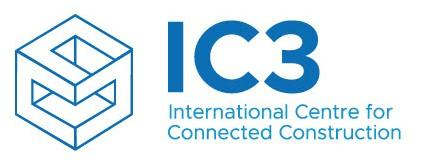 IC3
International Centre for
Connected Construction